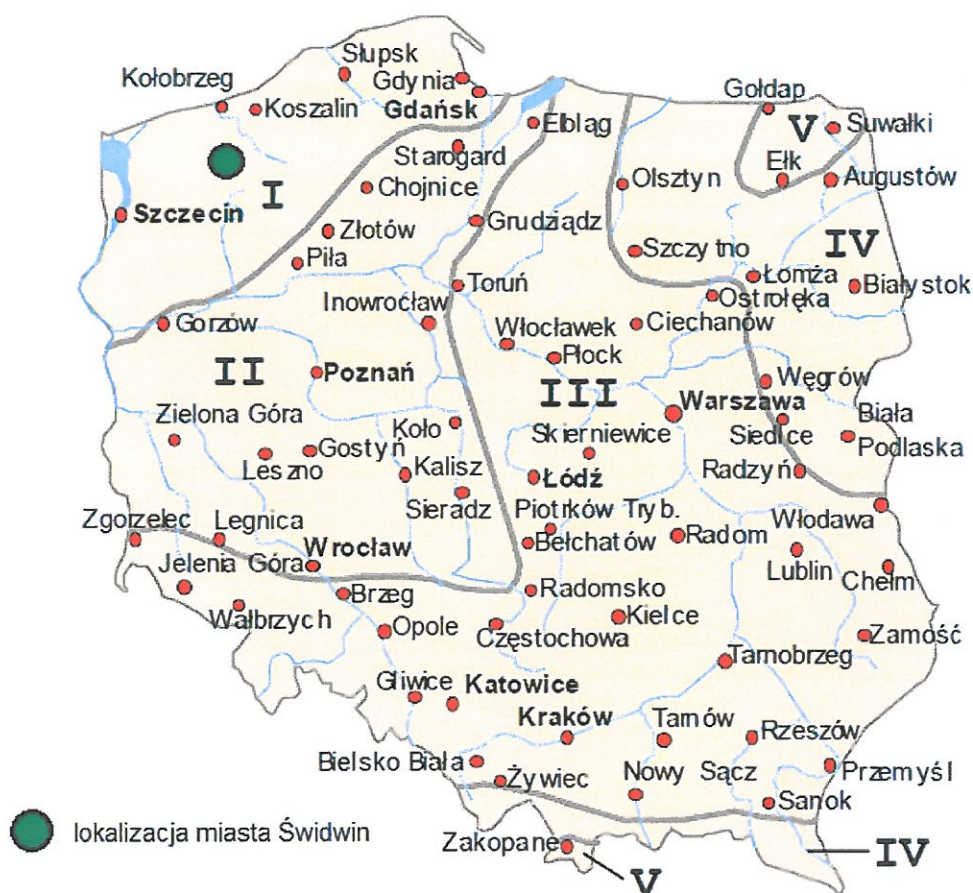 Słupsk
Kołobrzeg
Gdynia
Koszalin
Gdańsk
Gołdap
V
Suwałki
Elbląg
Starogard
Ełk
Augustów
Olsztyn
Chojnice
I
Szczecin
Grudziądz
Złotów
Szczytno
IV
Piła
Łomża
Białystok
Toruń
Inowrocław
Ostrołęka
Gorzów
Włocławek
Ciechanów
Płock
II
Poznań
III
Węgrów
Warszawa
Biała
Podlaska
Zielona Góra
Koło
Skierniewice
Siedlce
Gostyń
Leszno
Kalisz
Łódź
Radzyń
Sieradz
Piotrków Tryb.
Włodawa
Zgorzelec
Legnica
Wrocław
Bełchatów
Radom
Lublin
Chełm
Jelenia Góra
Brzeg
Radomsko
Wałbrzych
Kielce
Opole
Częstochowa
Zamość
Tarnobrzeg
Gliwice
Katowice
Kraków
Tarnów
Rzeszów
Bielsko Biała
Żywiec
Nowy Sącz
Przemyśl
Sanok
lokalizacja miasta Świdwin
Zakopane
V
IV